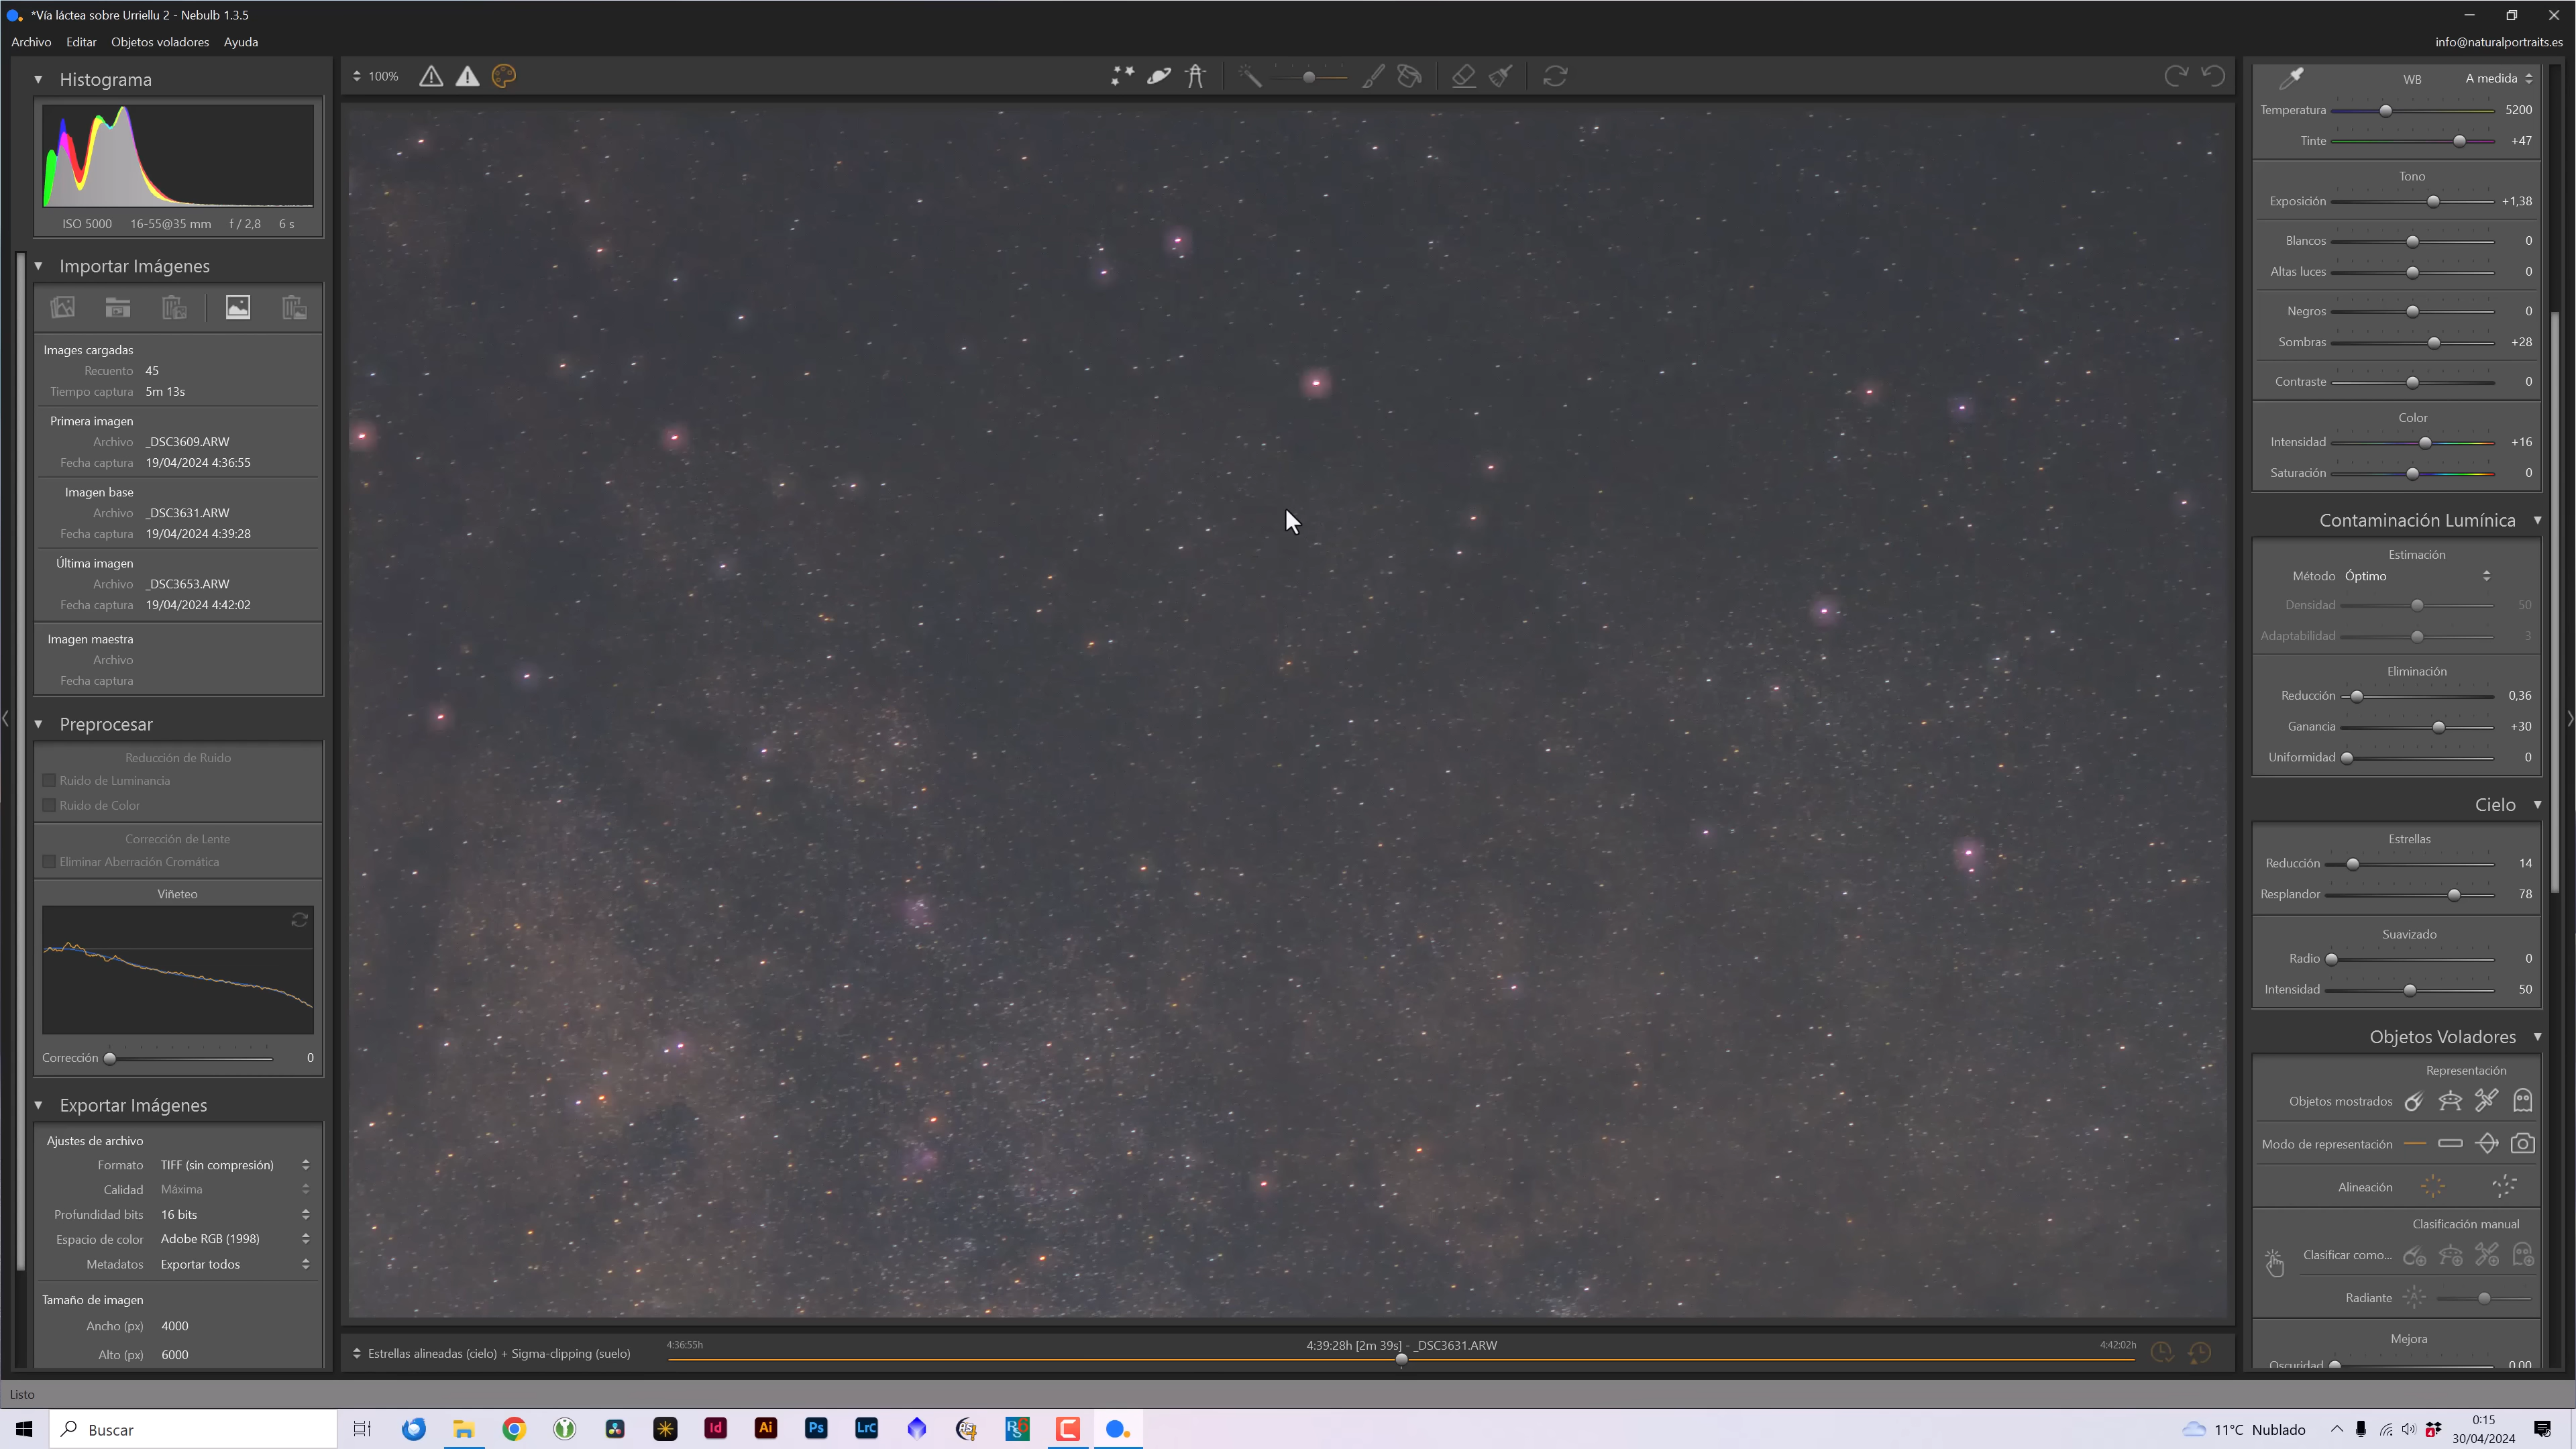 *Vía láctea sobre Urriellu 2 - Nebulb 1.3.5
Archivo Editar Objetos voladores Ayuda
info@naturalportraits.es
Histograma
ISO 5000 16-55@35 mm f / 2,8 6 s
Importar Imágenes
Images cargadas
Recuento 45
Tiempo captura 5m 13s
Primera imagen
Archivo _DSC3609.ARW
Fecha captura 19/04/2024 4:36:55
Imagen base
Archivo _DSC3631.ARW
Fecha captura 19/04/2024 4:39:28
Última imagen
Archivo _DSC3653.ARW
Fecha captura 19/04/2024 4:42:02
Imagen maestra
Archivo
Fecha captura
Preprocesar
Reducción de Ruido
Ruido de Luminancia
Ruido de Color
Corrección de Lente
Eliminar Aberración Cromática
Viñeteo
Corrección 0
Exportar Imágenes
Ajustes de archivo
Formato TIFF (sin compresión)
Calidad Máxima
Profundidad bits 16 bits
Espacio de color Adobe RGB (1998)
Metadatos Exportar todos
Tamaño de imagen
Ancho (px) 4000
Alto (px) 6000
100%
4:36:55h 4:39:28h [2m 39s] - _DSC3631.ARW 4:42:02h
Estrellas alineadas (cielo) + Sigma-clipping (suelo)
WB A medida
Temperatura 5200
Tinte +47
Tono
Exposición +1,38
Blancos 0
Altas luces 0
Negros 0
Sombras +28
Contraste 0
Color
Intensidad +16
Saturación 0
Contaminación Lumínica
Estimación
Método Óptimo
Densidad 50
Adaptabilidad 3
Eliminación
Reducción 0,36
Ganancia +30
Uniformidad 0
Cielo
Estrellas
Reducción 14
Resplandor 78
Suavizado
Radio 0
Intensidad 50
Objetos Voladores
Representación
Objetos mostrados
Modo de representación
Alineación
Clasificación manual
Clasificar como...
Radiante
Mejora
Oscuridad 0,00
Listo
Buscar
Id Ai Ps LrC
11°C Nublado
0:15
30/04/2024